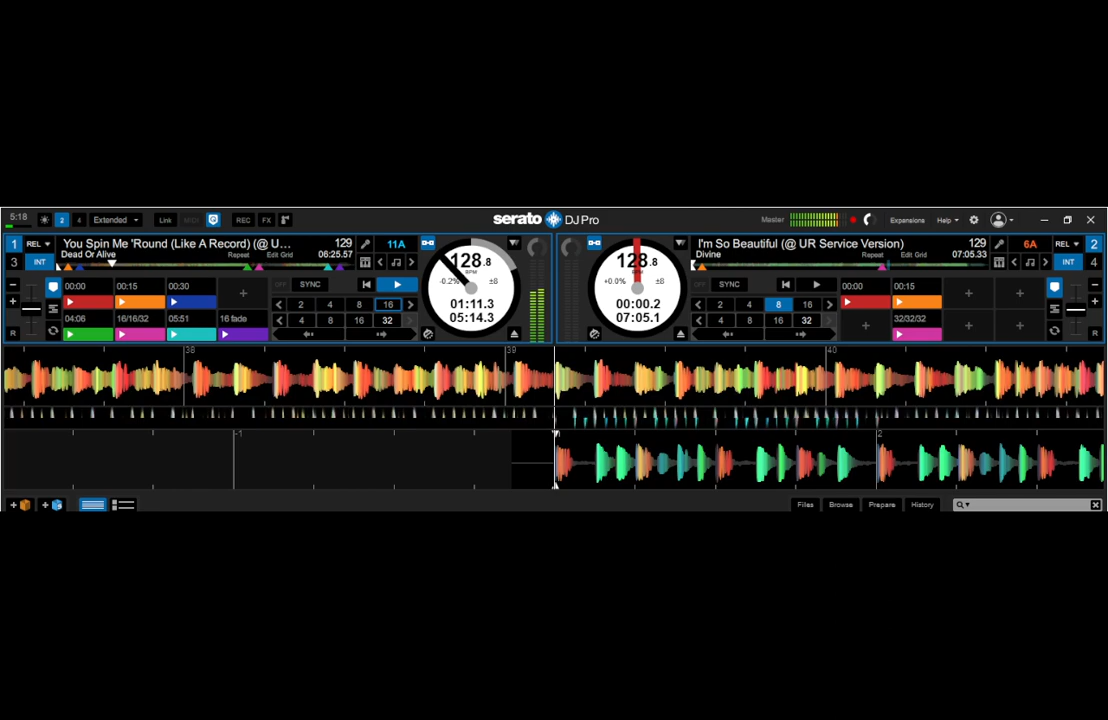 5:18 2 4 Extended Link MIDI REC FX serato DJ Pro Master Expansions Help
1 REL You Spin Me 'Round (Like A Record) (@ U... 129 11A
Dead Or Alive Repeat Edit Grid 06:25.57
3 INT
00:00 00:15 00:30
04:06 16/16/32 05:51 16 fade
R
OFF SYNC
2 4 8 16
4 8 16 32
128.8
BPM
-0.2% ±8
01:11.3
05:14.3
I'm So Beautiful (@ UR Service Version) 129 6A REL 2
Divine Repeat Edit Grid 07:05.33
INT 4
128.8
BPM
+0.0% ±8
00:00.2
07:05.1
OFF SYNC
2 4 8 16
4 8 16 32
00:00 00:15
32/32/32
R
38 39 40
-1 2
Files Browse Prepare History